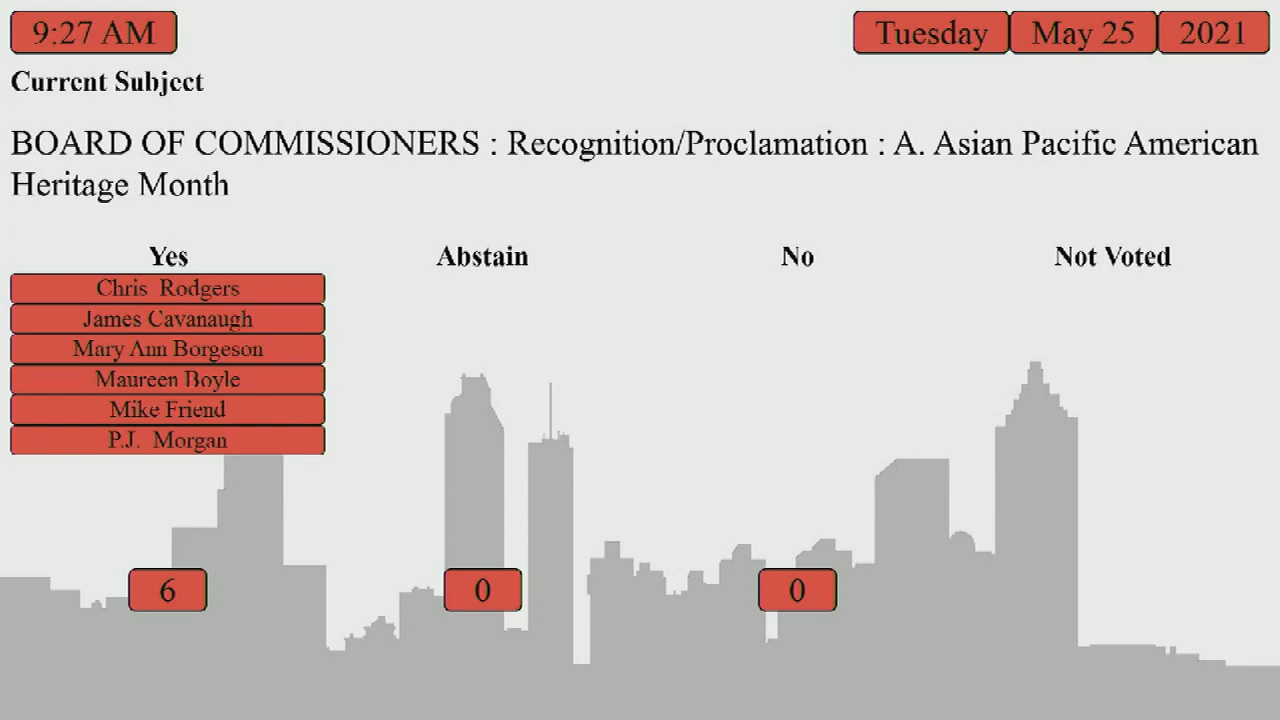 9:27 AM
Tuesday May 25 2021
Current Subject
BOARD OF COMMISSIONERS : Recognition/Proclamation : A. Asian Pacific American
Heritage Month
Yes Abstain No Not Voted
Chris Rodgers
James Cavanaugh
Mary Ann Borgeson
Maureen Boyle
Mike Friend
P.J. Morgan
6 0 0